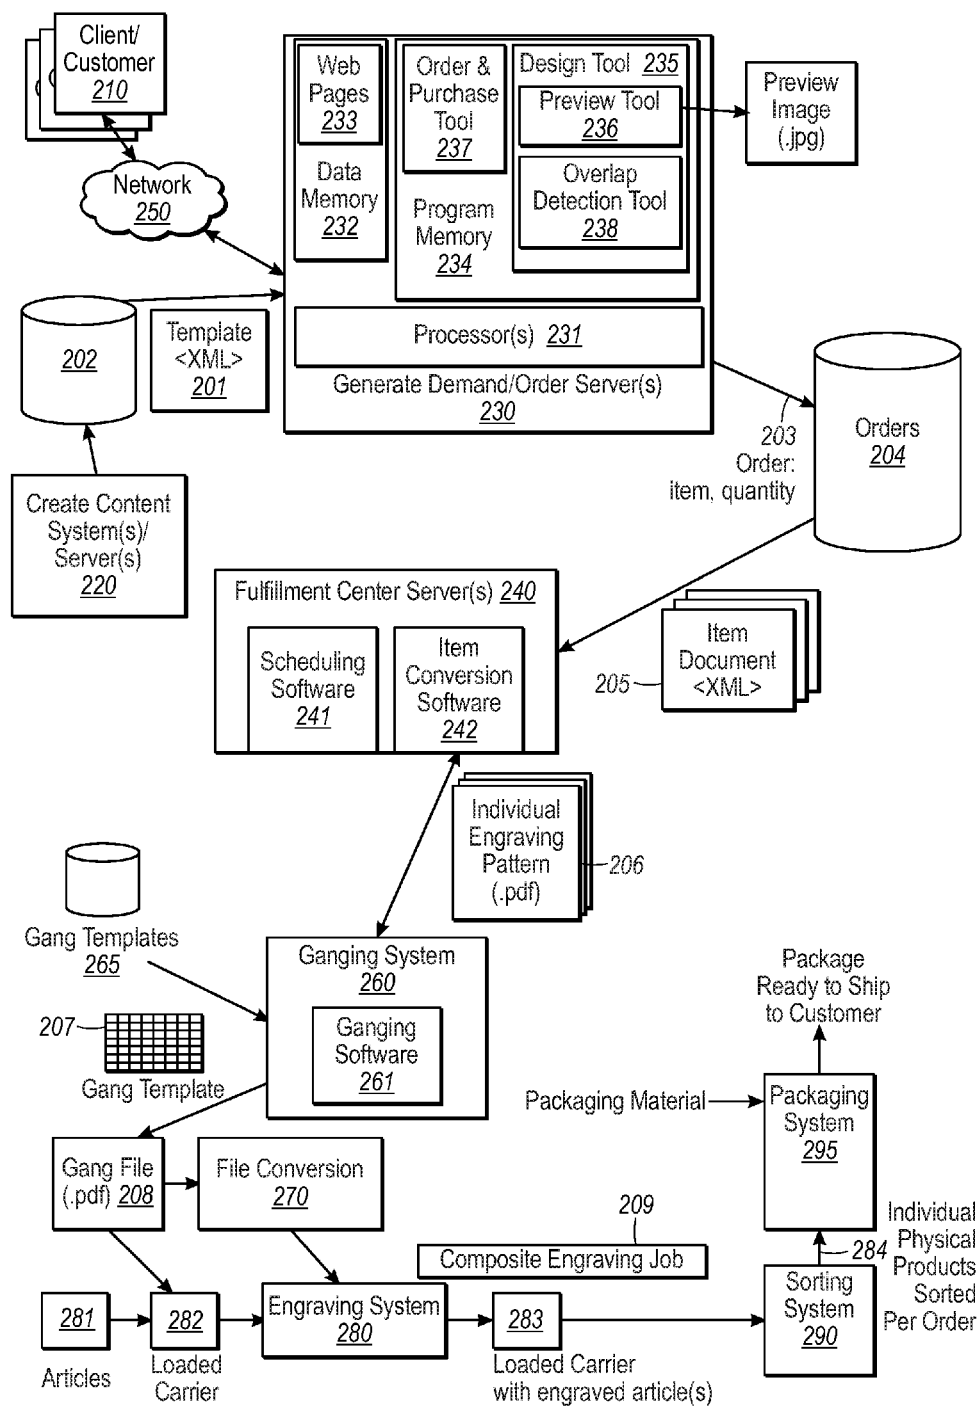 Client/
Customer
210
Network
250
Web
Pages
233
Data
Memory
232
Order &
Purchase
Tool
237
Program
Memory
234
Design Tool 235
Preview Tool
236
Overlap
Detection Tool
238
Preview
Image
(.jpg)
Processor(s) 231
Generate Demand/Order Server(s)
230
202
Template
<XML>
201
203
Order:
item, quantity
Orders
204
Create Content
System(s)/
Server(s)
220
Fulfillment Center Server(s) 240
Scheduling
Software
241
Item
Conversion
Software
242
205
Item
Document
<XML>
Individual
Engraving
Pattern
(.pdf)
206
Gang Templates
265
Ganging System
260
Ganging
Software
261
207
Gang Template
Package
Ready to Ship
to Customer
Packaging Material
Packaging
System
295
Gang File
(.pdf) 208
File Conversion
270
209
Composite Engraving Job
284
Individual
Physical
Products
Sorted
Per Order
281
Articles
282
Loaded
Carrier
Engraving System
280
283
Loaded Carrier
with engraved article(s)
Sorting
System
290